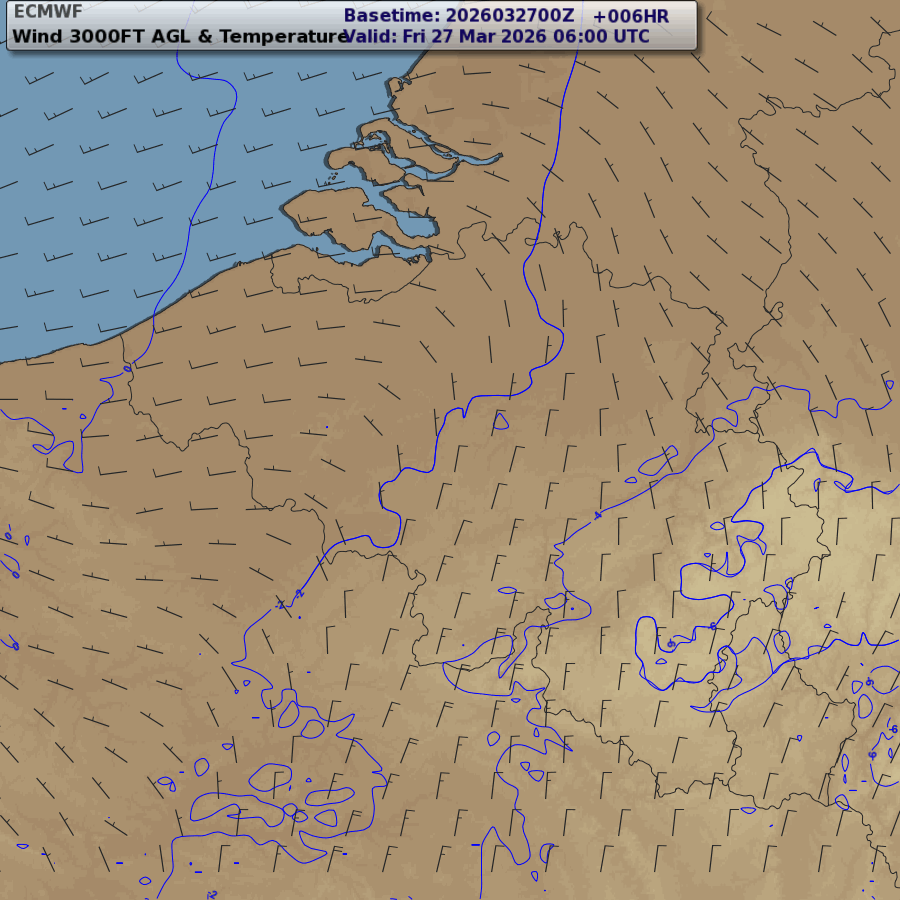 ECMWF
Basetime: 2026032700Z +006HR
Wind 3000FT AGL & Temperature
Valid: Fri 27 Mar 2026 06:00 UTC